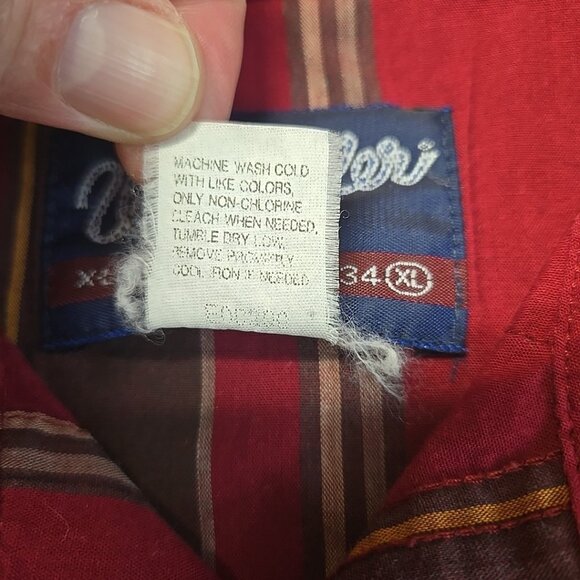 MACHINE WASH COLD
WITH LIKE COLORS,
ONLY NON-CHLORINE
BLEACH WHEN NEEDED,
TUMBLE DRY LOW,
REMOVE PROMPTLY
COOL IRON IF NEEDED
34 XL